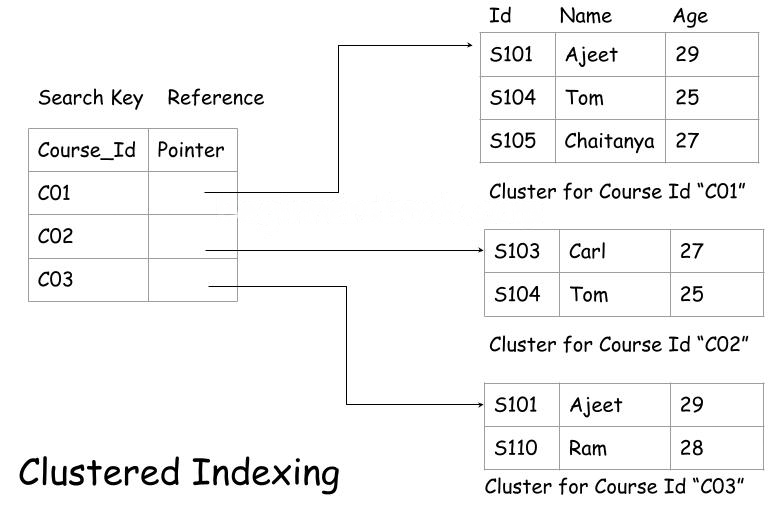 Id Name Age
S101 Ajeet 29
S104 Tom 25
S105 Chaitanya 27
Cluster for Course Id “C01”
Search Key Reference
Course_Id Pointer
C01
C02
C03
S103 Carl 27
S104 Tom 25
Cluster for Course Id “C02”
S101 Ajeet 29
S110 Ram 28
Cluster for Course Id “C03”
Clustered Indexing